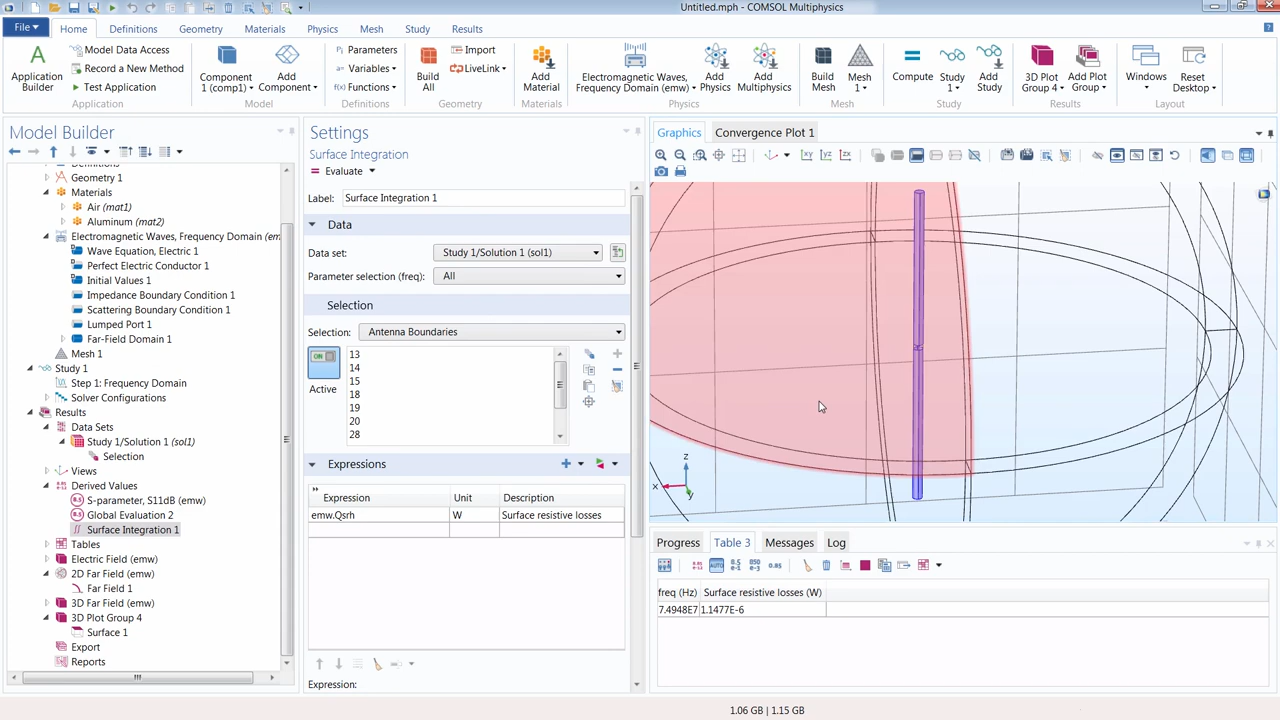 Untitled.mph - COMSOL Multiphysics
File Home Definitions Geometry Materials Physics Mesh Study Results
Application Builder
Model Data Access
Record a New Method
Test Application
Application
Component 1 (comp1)
Add Component
Model
Pi Parameters
a= Variables
f(x) Functions
Definitions
Build All
Import
LiveLink
Geometry
Add Material
Materials
Electromagnetic Waves, Frequency Domain (emw)
Add Physics
Add Multiphysics
Physics
Build Mesh
Mesh 1
Mesh
Compute
Study 1
Add Study
Study
3D Plot Group 4
Add Plot Group
Results
Windows
Reset Desktop
Layout
Model Builder
Definitions
Geometry 1
Materials
Air (mat1)
Aluminum (mat2)
Electromagnetic Waves, Frequency Domain (em
Wave Equation, Electric 1
Perfect Electric Conductor 1
Initial Values 1
Impedance Boundary Condition 1
Scattering Boundary Condition 1
Lumped Port 1
Far-Field Domain 1
Mesh 1
Study 1
Step 1: Frequency Domain
Solver Configurations
Results
Data Sets
Study 1/Solution 1 (sol1)
Selection
Views
Derived Values
S-parameter, S11dB (emw)
Global Evaluation 2
Surface Integration 1
Tables
Electric Field (emw)
2D Far Field (emw)
Far Field 1
3D Far Field (emw)
3D Plot Group 4
Surface 1
Export
Reports
Settings
Surface Integration 1
= Evaluate
Label: Surface Integration 1
Data
Data set: Study 1/Solution 1 (sol1)
Parameter selection (freq): All
Selection
Selection: Antenna Boundaries
ON
Active
13
14
15
18
19
20
28
Expressions
Expression Unit Description
emw.Qsrh W Surface resistive losses
Expression:
Graphics Convergence Plot 1
z
x
y
Progress Table 3 Messages Log
freq (Hz) Surface resistive losses (W)
7.4948E7 1.1477E-6
1.06 GB | 1.15 GB